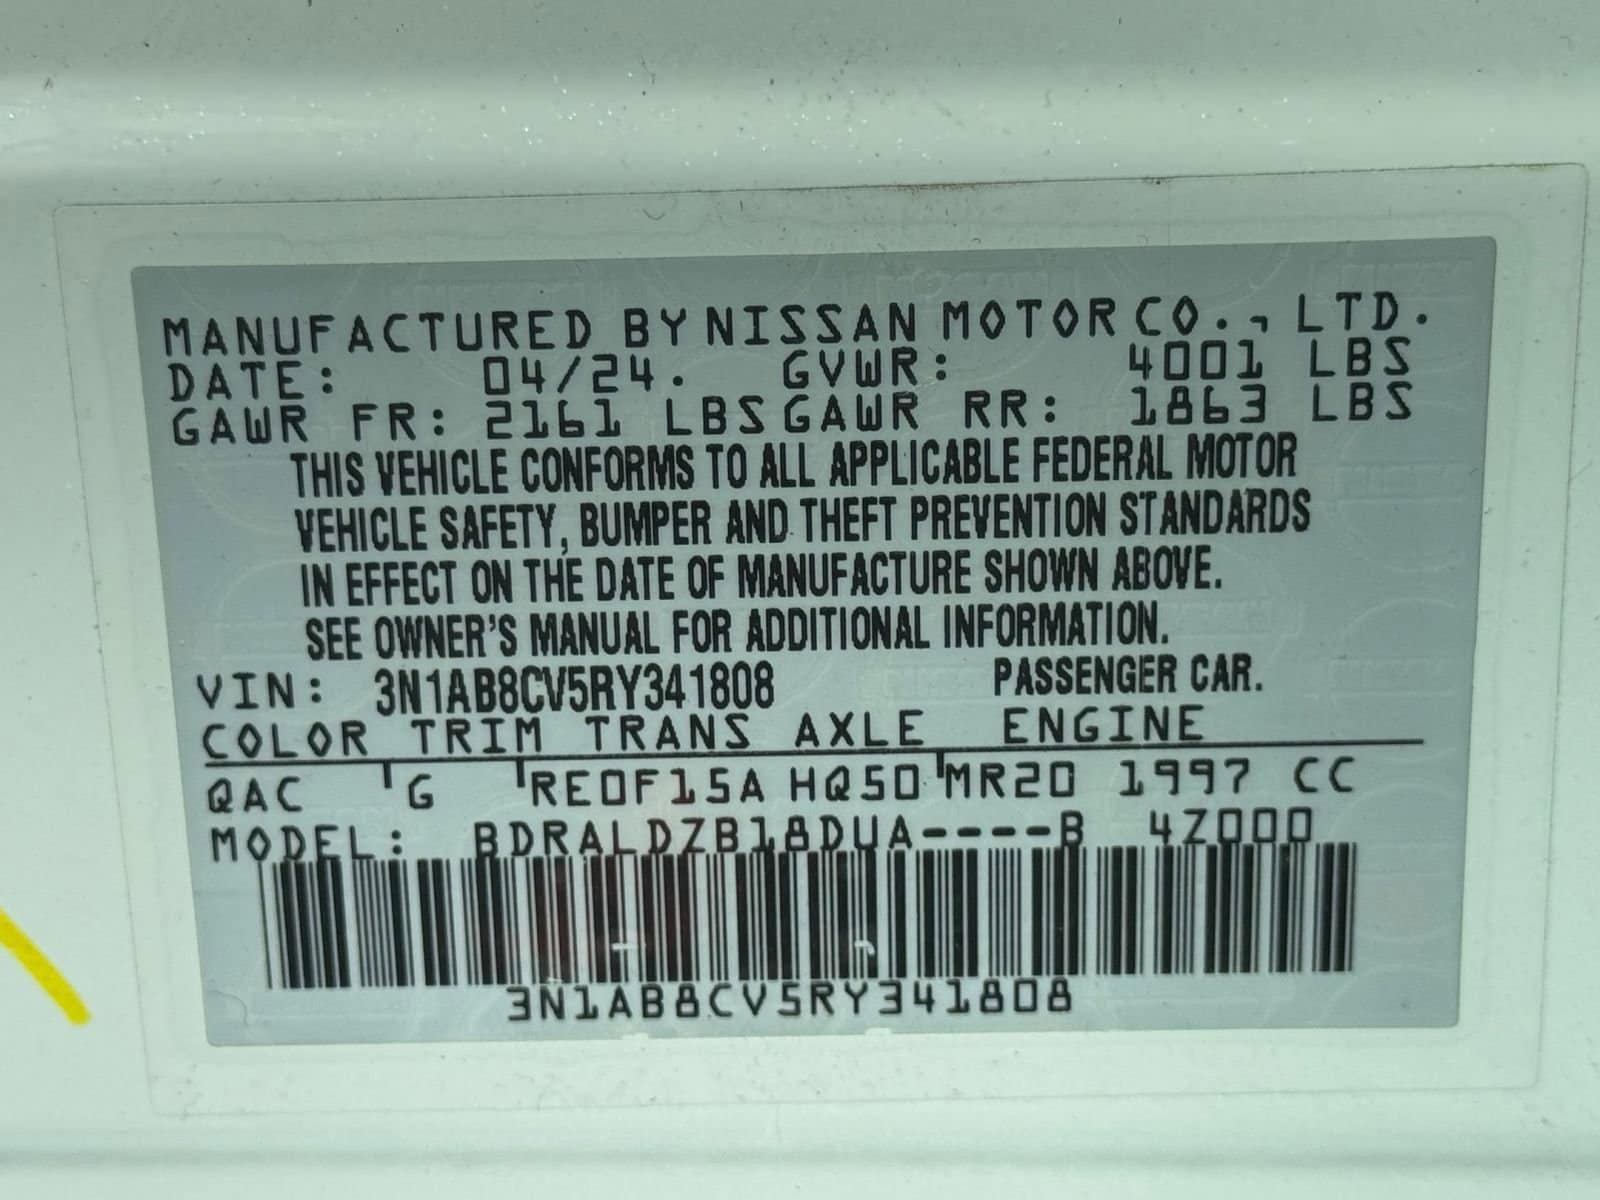 MANUFACTURED BY NISSAN MOTOR CO., LTD.
DATE: 04/24. GVWR: 4001 LBS
GAWR FR: 2161 LBS GAWR RR: 1863 LBS
THIS VEHICLE CONFORMS TO ALL APPLICABLE FEDERAL MOTOR
VEHICLE SAFETY, BUMPER AND THEFT PREVENTION STANDARDS
IN EFFECT ON THE DATE OF MANUFACTURE SHOWN ABOVE.
SEE OWNER'S MANUAL FOR ADDITIONAL INFORMATION.
VIN: 3N1AB8CV5RY341808 PASSENGER CAR.
COLOR TRIM TRANS AXLE ENGINE
QAC G RE0F15A HQ50 MR20 1997 CC
MODEL: BDRALDZB18DUA----B 4Z000
3N1AB8CV5RY341808